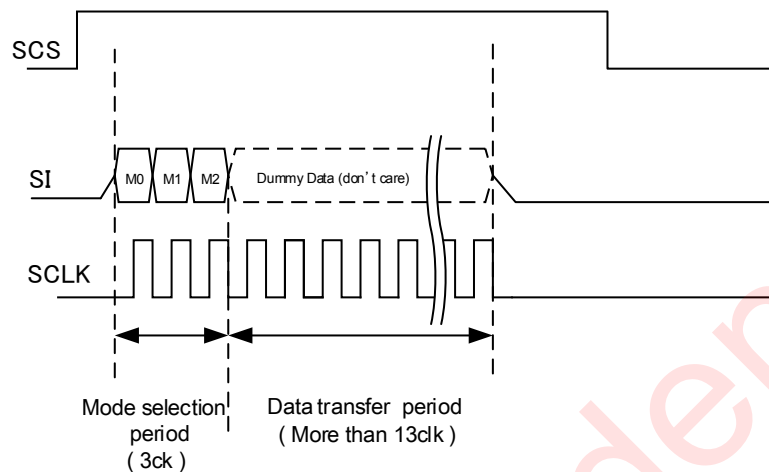 SCS
SI
M0 M1 M2 Dummy Data (don't care)
SCLK
Mode selection
period
( 3ck )
Data transfer period
( More than 13clk )